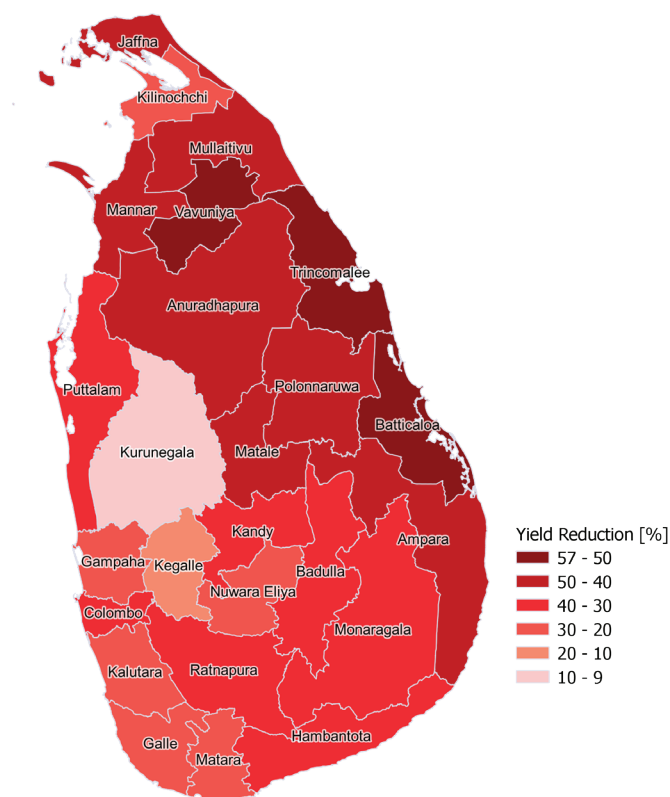 Jaffna
Kilinochchi
Mullaitivu
Mannar
Vavuniya
Trincomalee
Anuradhapura
Puttalam
Polonnaruwa
Batticaloa
Kurunegala
Matale
Kandy
Ampara
Gampaha
Kegalle
Badulla
Nuwara Eliya
Colombo
Monaragala
Kalutara
Ratnapura
Galle
Matara
Hambantota
Yield Reduction [%]
57 - 50
50 - 40
40 - 30
30 - 20
20 - 10
10 - 9